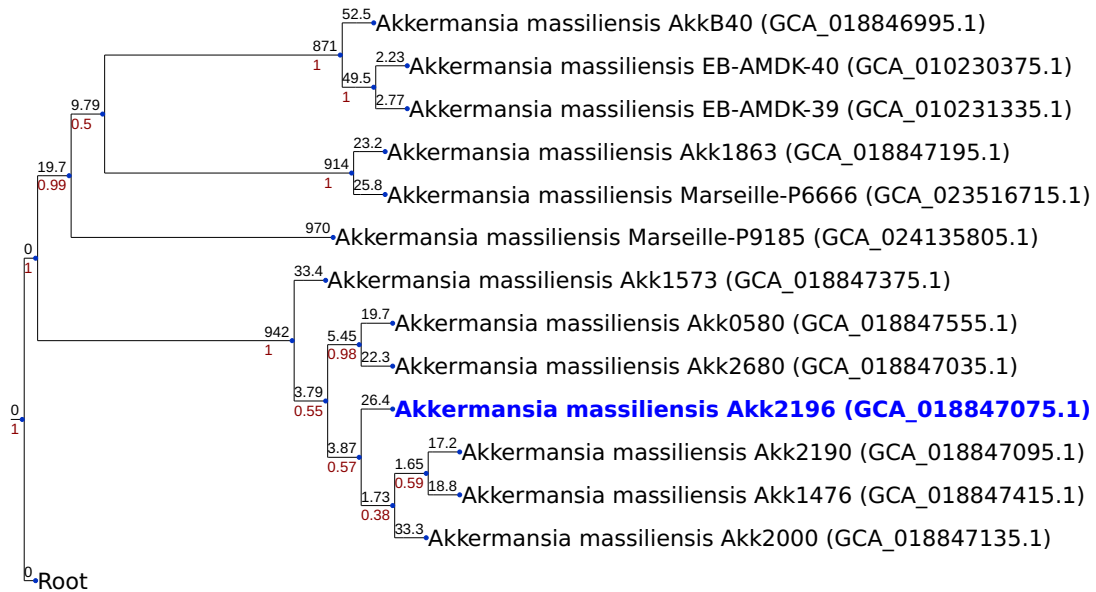 52.5
Akkermansia massiliensis AkkB40 (GCA_018846995.1)
871
1
2.23
Akkermansia massiliensis EB-AMDK-40 (GCA_010230375.1)
49.5
1
2.77
Akkermansia massiliensis EB-AMDK-39 (GCA_010231335.1)
9.79
0.5
23.2
Akkermansia massiliensis Akk1863 (GCA_018847195.1)
914
1
19.7
0.99
25.8
Akkermansia massiliensis Marseille-P6666 (GCA_023516715.1)
970
Akkermansia massiliensis Marseille-P9185 (GCA_024135805.1)
0
1
33.4
Akkermansia massiliensis Akk1573 (GCA_018847375.1)
942
1
19.7
Akkermansia massiliensis Akk0580 (GCA_018847555.1)
5.45
0.98
22.3
Akkermansia massiliensis Akk2680 (GCA_018847035.1)
3.79
0.55
26.4
Akkermansia massiliensis Akk2196 (GCA_018847075.1)
0
1
3.87
0.57
17.2
Akkermansia massiliensis Akk2190 (GCA_018847095.1)
1.65
0.59
18.8
Akkermansia massiliensis Akk1476 (GCA_018847415.1)
1.73
0.38
33.3
Akkermansia massiliensis Akk2000 (GCA_018847135.1)
0
Root